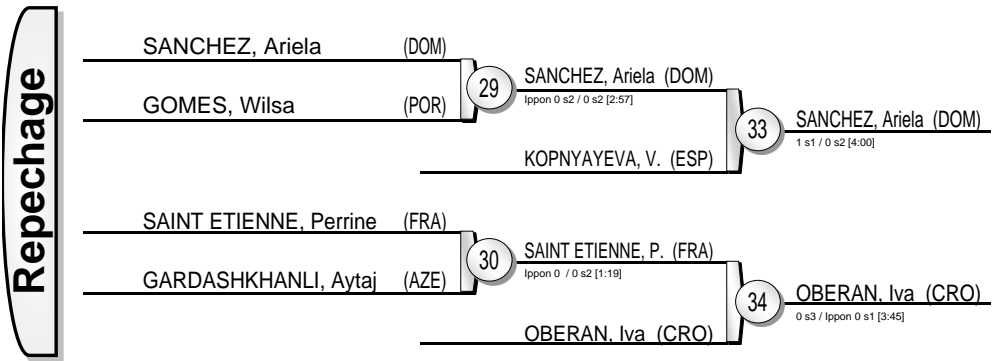 Repechage
SANCHEZ, Ariela (DOM)
GOMES, Wilsa (POR)
29
SANCHEZ, Ariela (DOM)
Ippon 0 s2 / 0 s2 [2:57]
KOPNYAYEVA, V. (ESP)
33
SANCHEZ, Ariela (DOM)
1 s1 / 0 s2 [4:00]
SAINT ETIENNE, Perrine (FRA)
GARDASHKHANLI, Aytaj (AZE)
30
SAINT ETIENNE, P. (FRA)
Ippon 0 / 0 s2 [1:19]
OBERAN, Iva (CRO)
34
OBERAN, Iva (CRO)
0 s3 / Ippon 0 s1 [3:45]